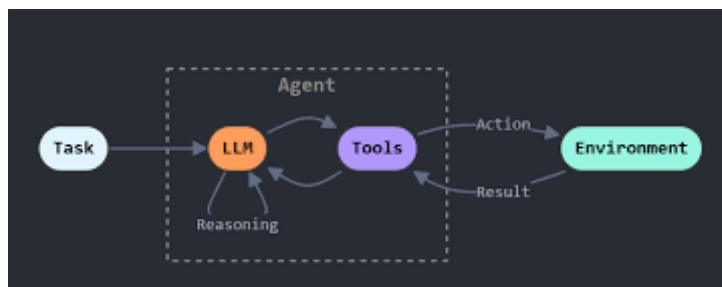 Agent
Task
LLM
Tools
Action
Environment
Result
Reasoning